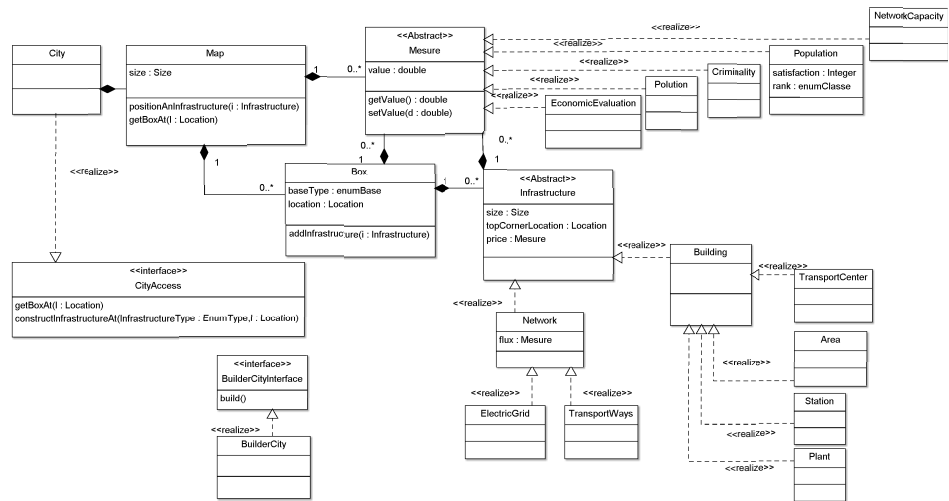 City
Map
size : Size
positionAnInfrastructure(i : Infrastructure)
getBoxAt(l : Location)
1
0..*
<<Abstract>>
Mesure
value : double
getValue() : double
setValue(d : double)
<<realize>>
NetworkCapacity
<<realize>>
Population
satisfaction : Integer
rank : enumClasse
<<realize>>
Criminality
<<realize>>
Polution
<<realize>>
EconomicEvaluation
<<realize>>
1
0..*
0..*
1
0..*
1
Box
baseType : enumBase
location : Location
addInfrastructure(i : Infrastructure)
1
0..*
<<Abstract>>
Infrastructure
size : Size
topCornerLocation : Location
price : Mesure
<<interface>>
CityAccess
getBoxAt(l : Location)
constructInfrastructureAt(InfrastructureType : EnumType,l : Location)
<<realize>>
Building
<<realize>>
TransportCenter
<<realize>>
Network
flux : Mesure
Area
<<realize>>
<<interface>>
BuilderCityInterface
build()
<<realize>>
BuilderCity
<<realize>>
<<realize>>
ElectricGrid
TransportWays
Station
<<realize>>
Plant
<<realize>>